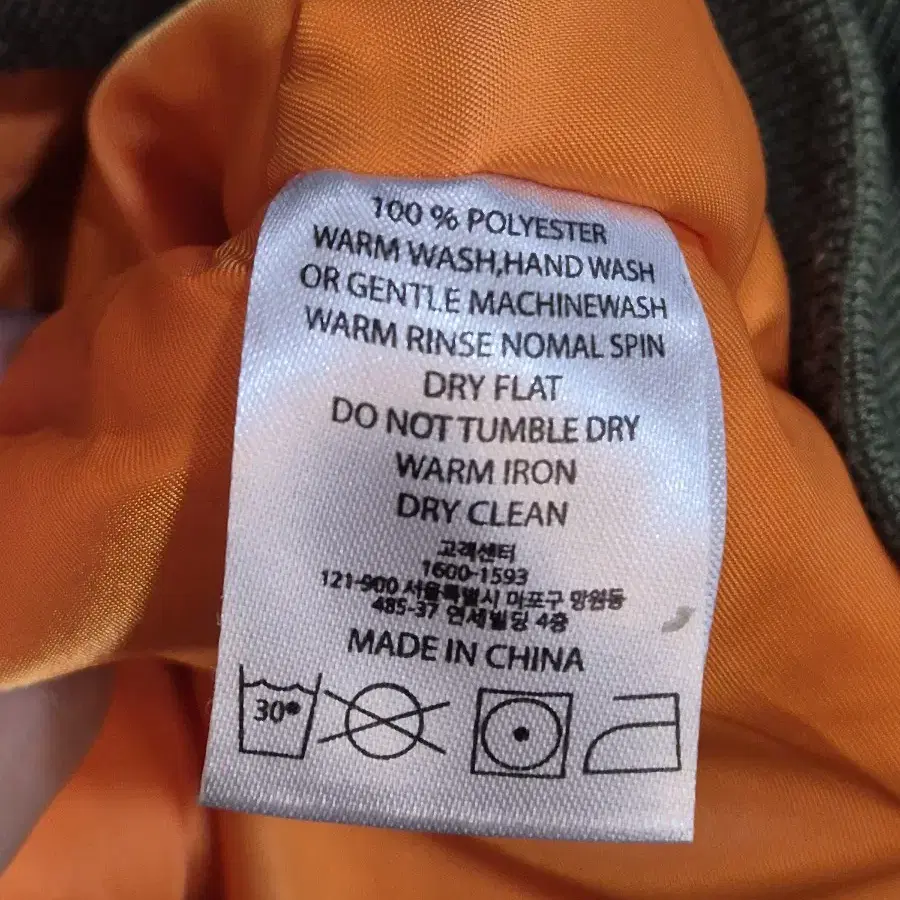 100 % POLYESTER
WARM WASH,HAND WASH
OR GENTLE MACHINEWASH
WARM RINSE NOMAL SPIN
DRY FLAT
DO NOT TUMBLE DRY
WARM IRON
DRY CLEAN
고객센터
1600-1593
121-900 서울특별시 마포구 망원동
485-37 연세빌딩 4층
MADE IN CHINA
30°